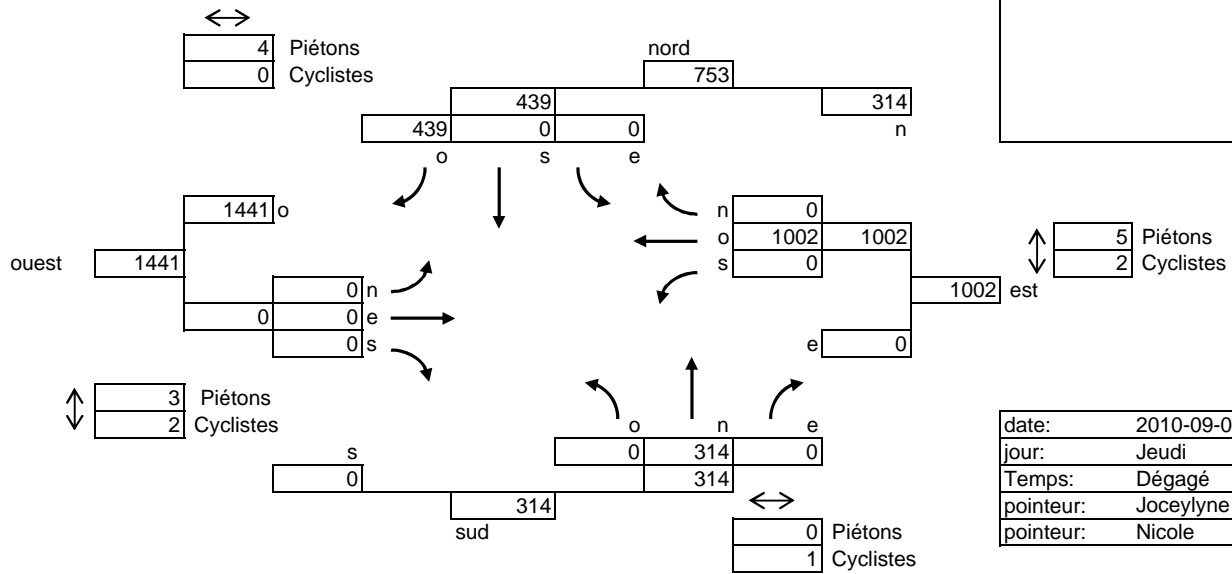 4 Piétons
0 Cyclistes
nord
753
439 314
439 0 0 n
o s e
1441 o
n 0
o 1002 1002
s 0
ouest 1441
5 Piétons
2 Cyclistes
0 n
0 0 e
0 s
1002 est
e 0
3 Piétons
2 Cyclistes
o n e
0 314 0
s
0 314
314
sud
0 Piétons
1 Cyclistes
date: 2010-09-0
jour: Jeudi
Temps: Dégagé
pointeur: Joceylyne
pointeur: Nicole